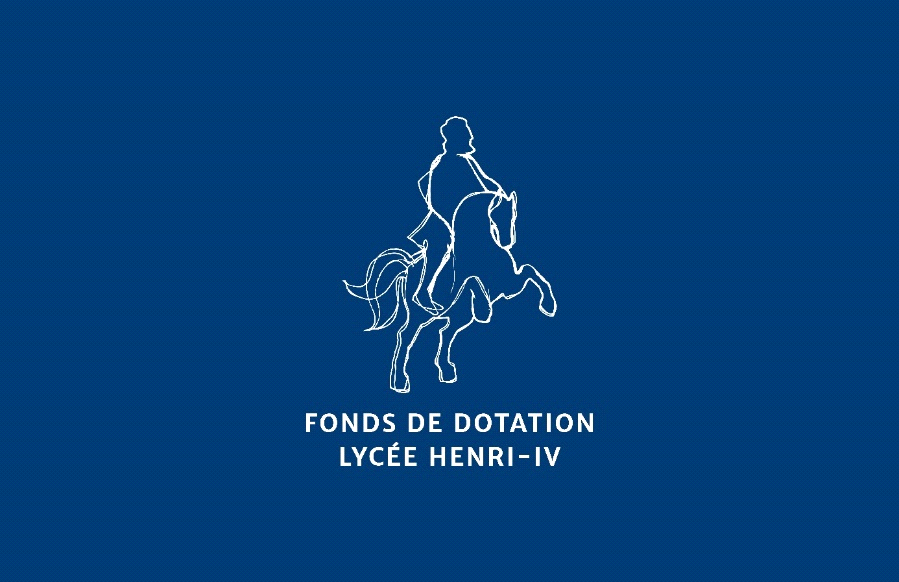 FONDS DE DOTATION
LYCÉE HENRI-IV